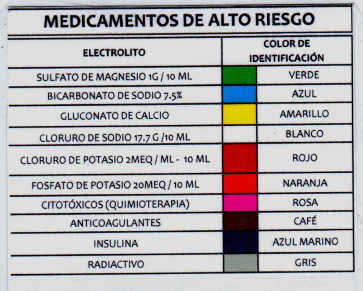 MEDICAMENTOS DE ALTO RIESGO
ELECTROLITO
COLOR DE
IDENTIFICACIÓN
SULFATO DE MAGNESIO 1G / 10 ML VERDE
BICARBONATO DE SODIO 7.5% AZUL
GLUCONATO DE CALCIO AMARILLO
CLORURO DE SODIO 17.7 G /10 ML BLANCO
CLORURO DE POTASIO 2MEQ / ML - 10 ML ROJO
FOSFATO DE POTASIO 20MEQ / 10 ML NARANJA
CITOTÓXICOS (QUIMIOTERAPIA) ROSA
ANTICOAGULANTES CAFÉ
INSULINA AZUL MARINO
RADIACTIVO GRIS